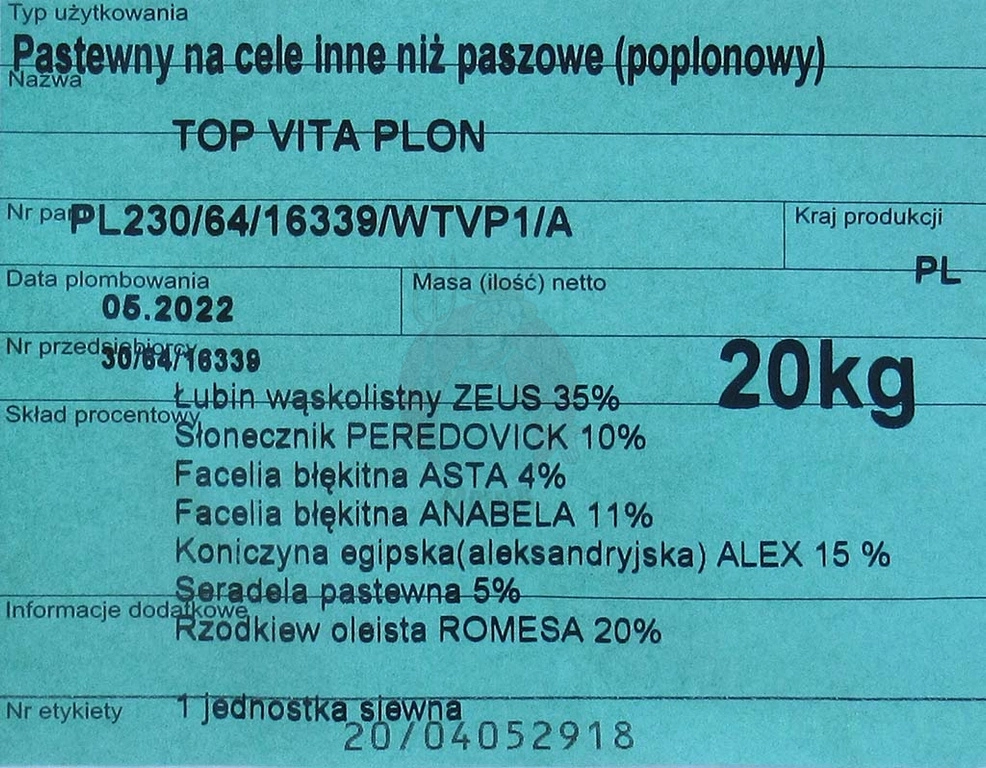 Typ użytkowania
Pastewny na cele inne niż paszowe (poplonowy)
Nazwa
TOP VITA PLON
Nr partii PL230/64/16339/WTVP1/A
Kraj produkcji
PL
Data plombowania
05.2022
Masa (ilość) netto
20kg
Nr przedsiębiorcy
30/64/16339
Skład procentowy
Łubin wąskolistny ZEUS 35%
Słonecznik PEREDOVICK 10%
Facelia błękitna ASTA 4%
Facelia błękitna ANABELA 11%
Koniczyna egipska(aleksandryjska) ALEX 15 %
Seradela pastewna 5%
Informacje dodatkowe
Rzodkiew oleista ROMESA 20%
1 jednostka siewna
Nr etykiety
20/04052918